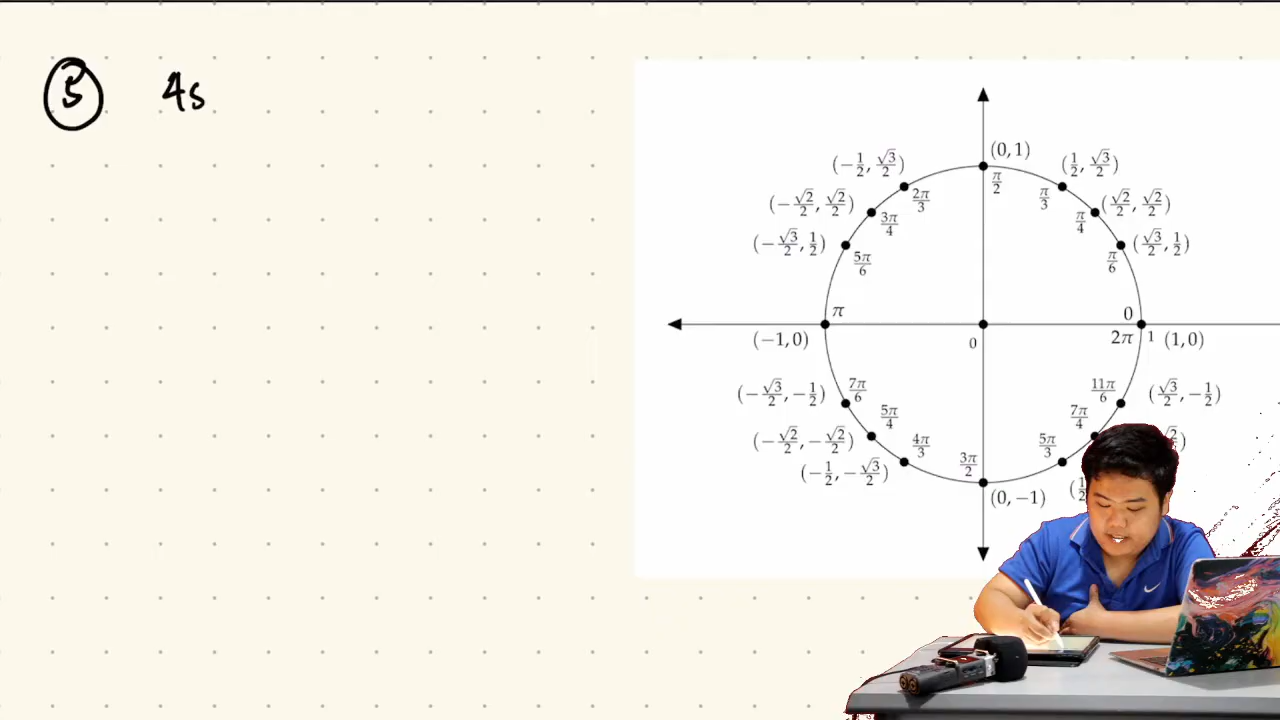 ⑤ 4s
(0, 1)
(-1/2, √3/2)
(1/2, √3/2)
π/2
2π/3
π/3
(-√2/2, √2/2)
(√2/2, √2/2)
3π/4
π/4
(-√3/2, 1/2)
(√3/2, 1/2)
5π/6
π/6
π
0
(-1, 0)
0
2π
1
(1, 0)
(-√3/2, -1/2)
7π/6
11π/6
(√3/2, -1/2)
5π/4
7π/4
(-√2/2, -√2/2)
4π/3
5π/3
(-1/2, -√3/2)
3π/2
(0, -1)